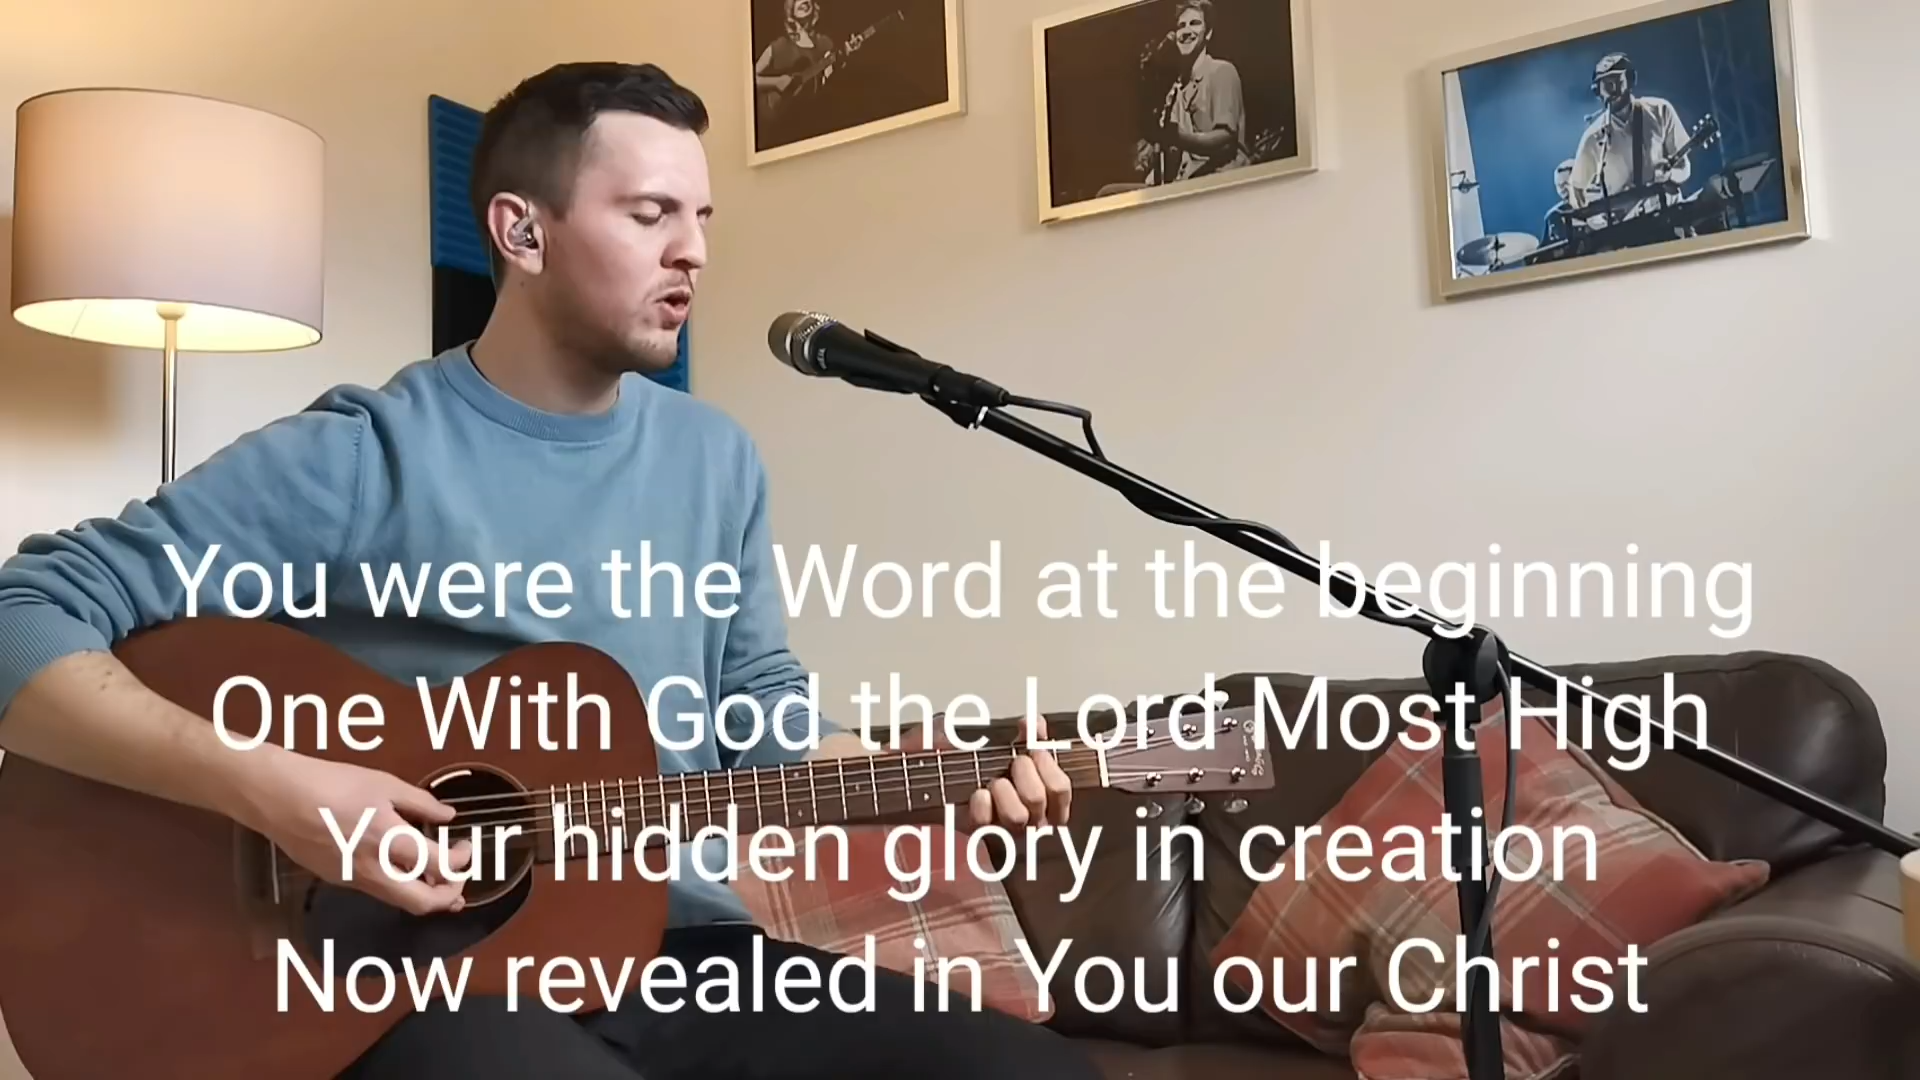 You were the Word at the beginning
One With God the Lord Most High
Your hidden glory in creation
Now revealed in You our Christ